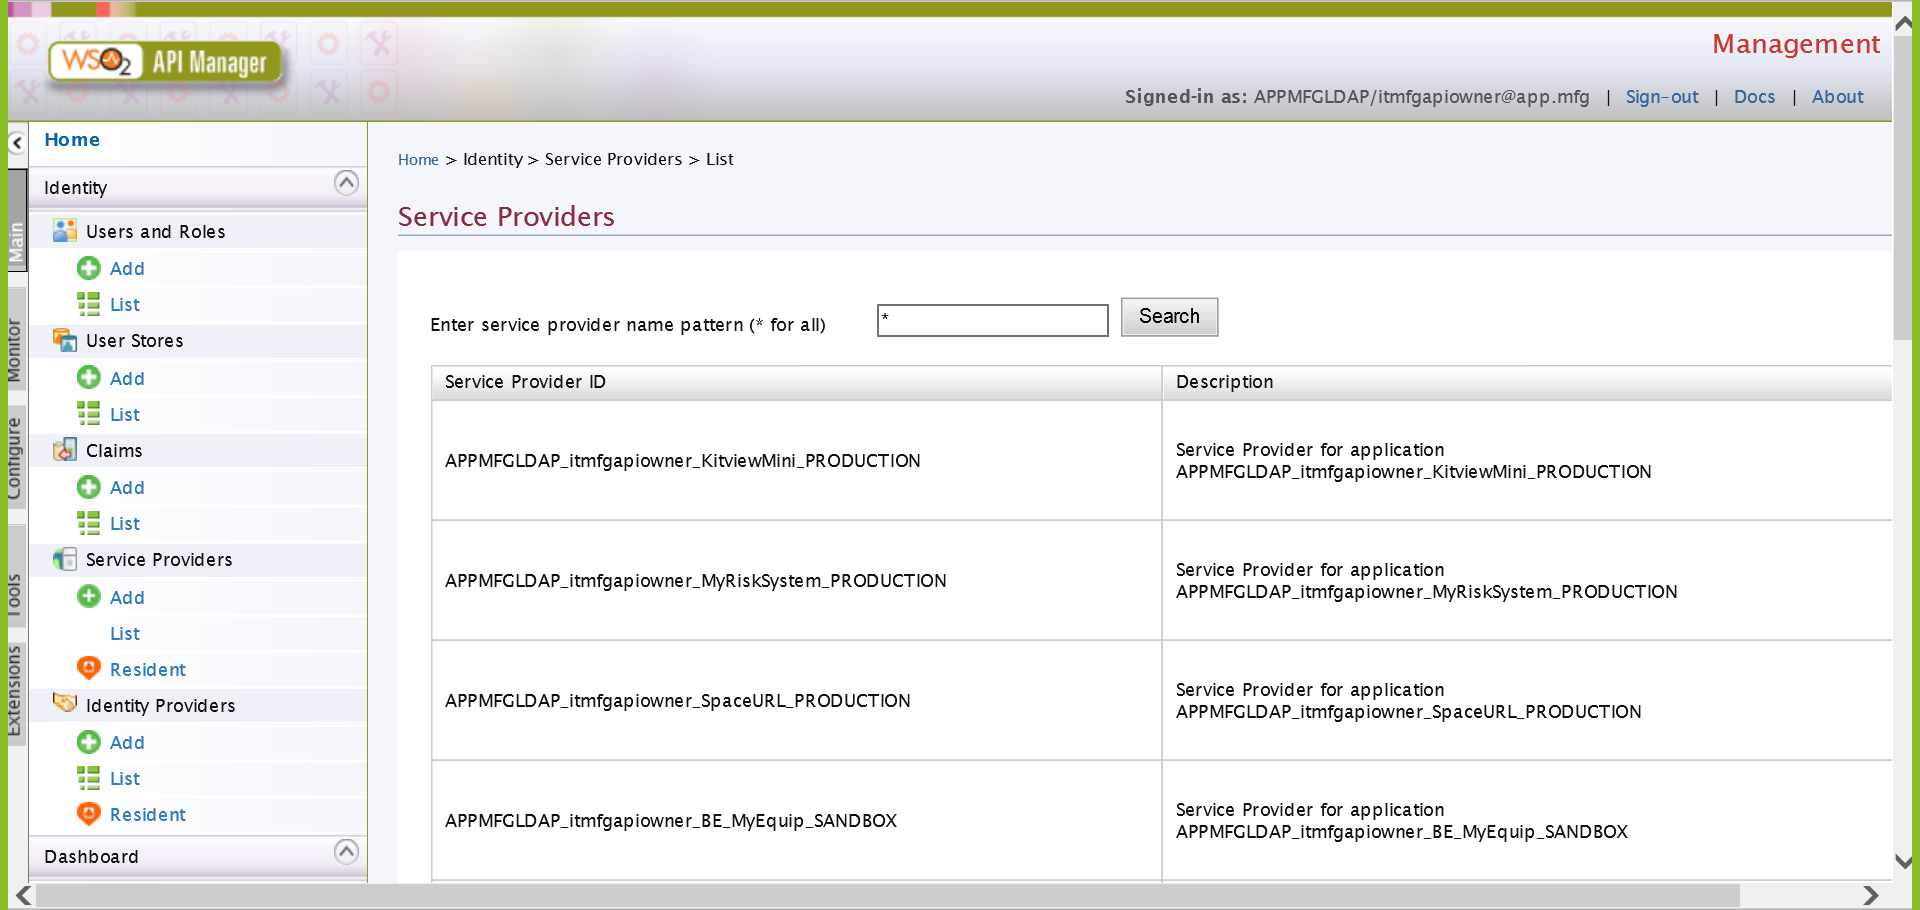 WSO2 API Manager
Management
Signed-in as: APPMFGLDAP/itmfgapiowner@app.mfg | Sign-out | Docs | About
Main
Monitor
Configure
Tools
Extensions
Home
Identity
Users and Roles
Add
List
User Stores
Add
List
Claims
Add
List
Service Providers
Add
List
Resident
Identity Providers
Add
List
Resident
Dashboard
Home > Identity > Service Providers > List
Service Providers
Enter service provider name pattern (* for all) * Search
Service Provider ID Description
APPMFGLDAP_itmfgapiowner_KitviewMini_PRODUCTION
Service Provider for application
APPMFGLDAP_itmfgapiowner_KitviewMini_PRODUCTION
APPMFGLDAP_itmfgapiowner_MyRiskSystem_PRODUCTION
Service Provider for application
APPMFGLDAP_itmfgapiowner_MyRiskSystem_PRODUCTION
APPMFGLDAP_itmfgapiowner_SpaceURL_PRODUCTION
Service Provider for application
APPMFGLDAP_itmfgapiowner_SpaceURL_PRODUCTION
APPMFGLDAP_itmfgapiowner_BE_MyEquip_SANDBOX
Service Provider for application
APPMFGLDAP_itmfgapiowner_BE_MyEquip_SANDBOX